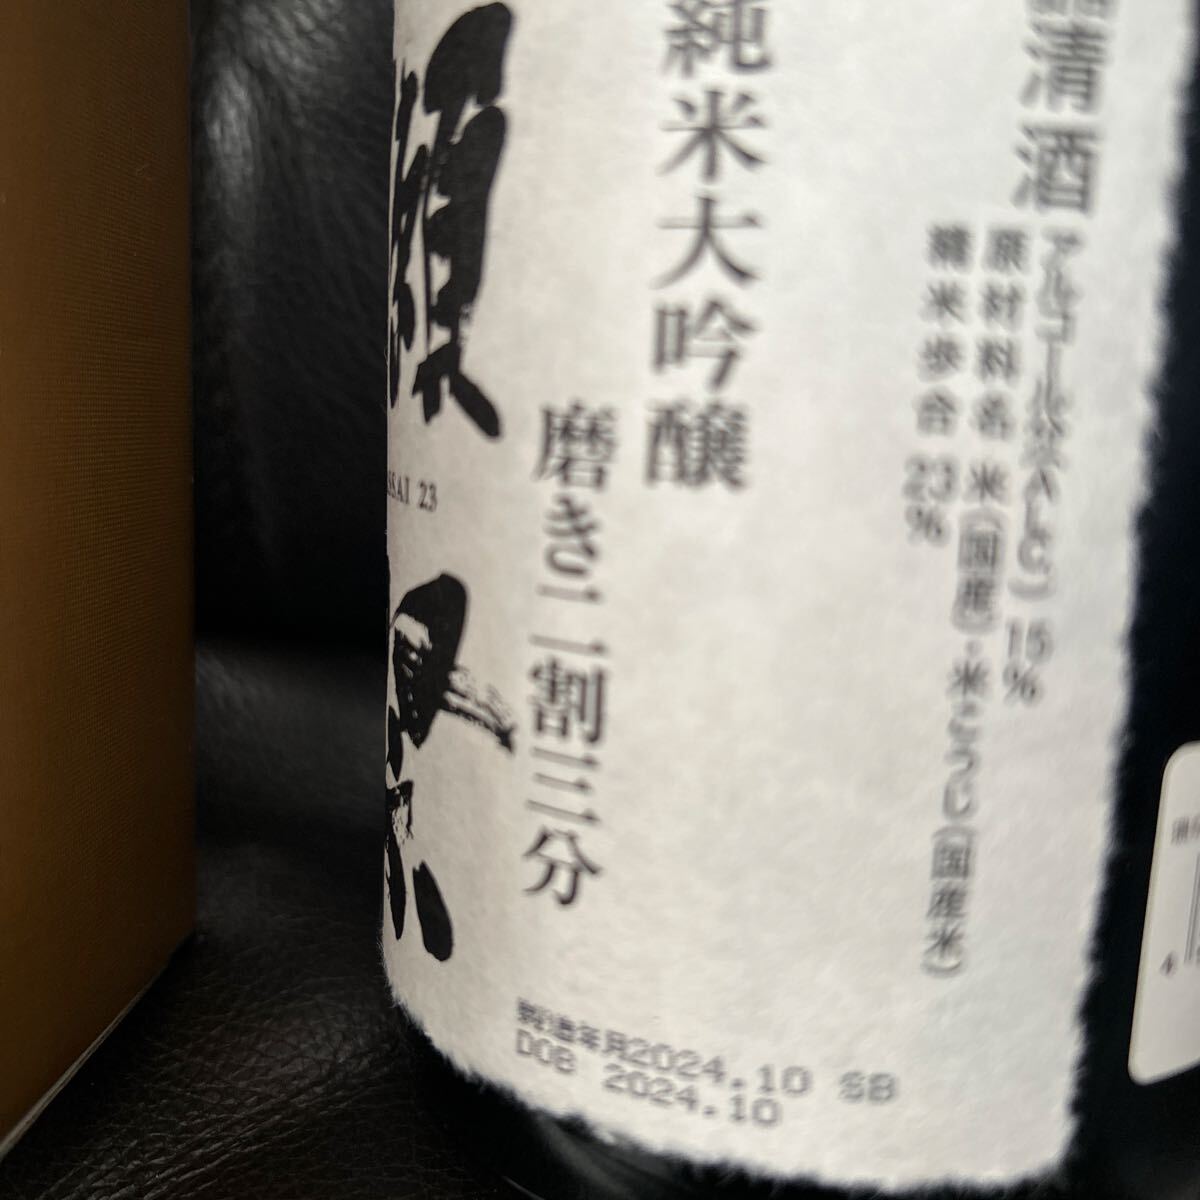 清酒
アルコール分(Alc.) 15%
原材料名 米(国産)・米こうじ(国産米)
精米歩合 23%
純米大吟醸
磨き二割三分
SSAI 23
製造年月2024.10 SB
DOB 2024.10
4